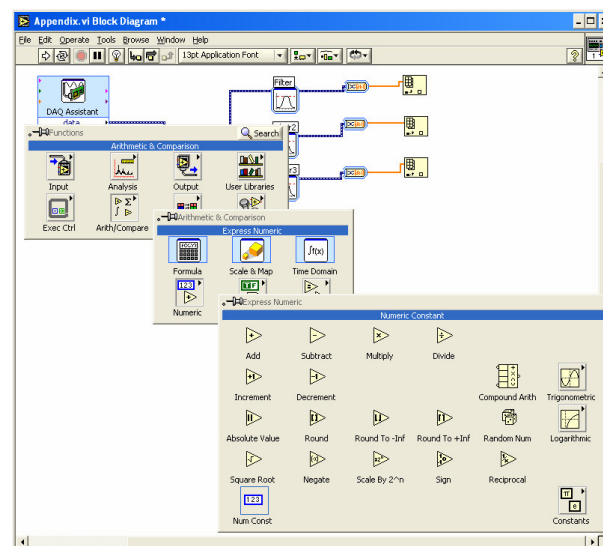 Appendix.vi Block Diagram *
File Edit Operate Tools Browse Window Help
13pt Application Font
Filter
DAQ Assistant
data
r2
r3
Functions
Search
Arithmetic & Comparison
Input Analysis Output User Libraries
Exec Ctrl Arith/Compare
Arithmetic & Comparison
Express Numeric
Formula Scale & Map Time Domain
Numeric
Express Numeric
Numeric Constant
Add Subtract Multiply Divide
Increment Decrement Compound Arith Trigonometric
Absolute Value Round Round To -Inf Round To +Inf Random Num Logarithmic
Square Root Negate Scale By 2^n Sign Reciprocal
123
Num Const Constants